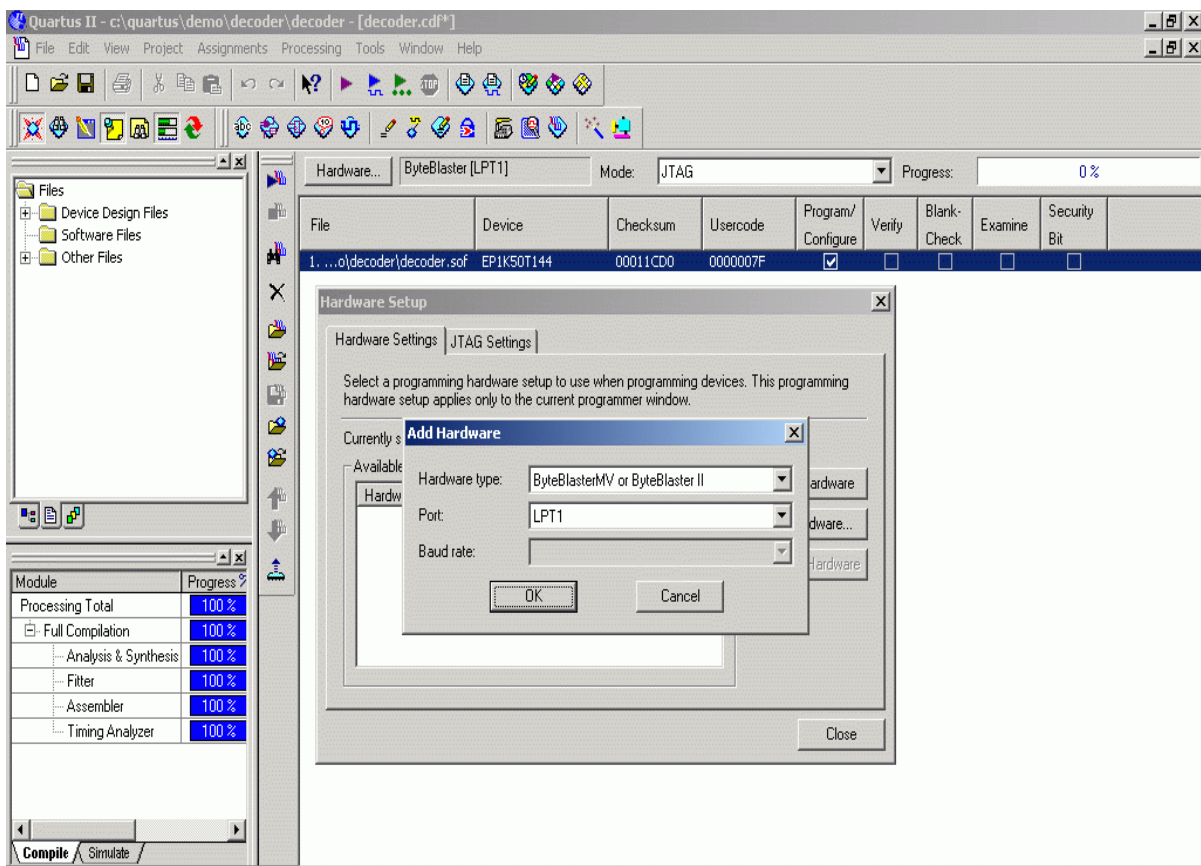 Quartus II - c:\quartus\demo\decoder\decoder - [decoder.cdf*]
File Edit View Project Assignments Processing Tools Window Help
STOP
abc
Files
Device Design Files
Software Files
Other Files
Hardware... ByteBlaster [LPT1] Mode: JTAG Progress: 0 %
File Device Checksum Usercode Program/ Configure Verify Blank- Check Examine Security Bit
1. ...o\decoder\decoder.sof EP1K50T144 00011CD0 0000007F
Hardware Setup
Hardware Settings JTAG Settings
Select a programming hardware setup to use when programming devices. This programming
hardware setup applies only to the current programmer window.
Currently s
Available
Hardw
ardware
dware...
Hardware
Add Hardware
Hardware type: ByteBlasterMV or ByteBlaster II
Port: LPT1
Baud rate:
OK Cancel
Close
Module Progress
Processing Total 100 %
Full Compilation 100 %
Analysis & Synthesis 100 %
Fitter 100 %
Assembler 100 %
Timing Analyzer 100 %
Compile Simulate